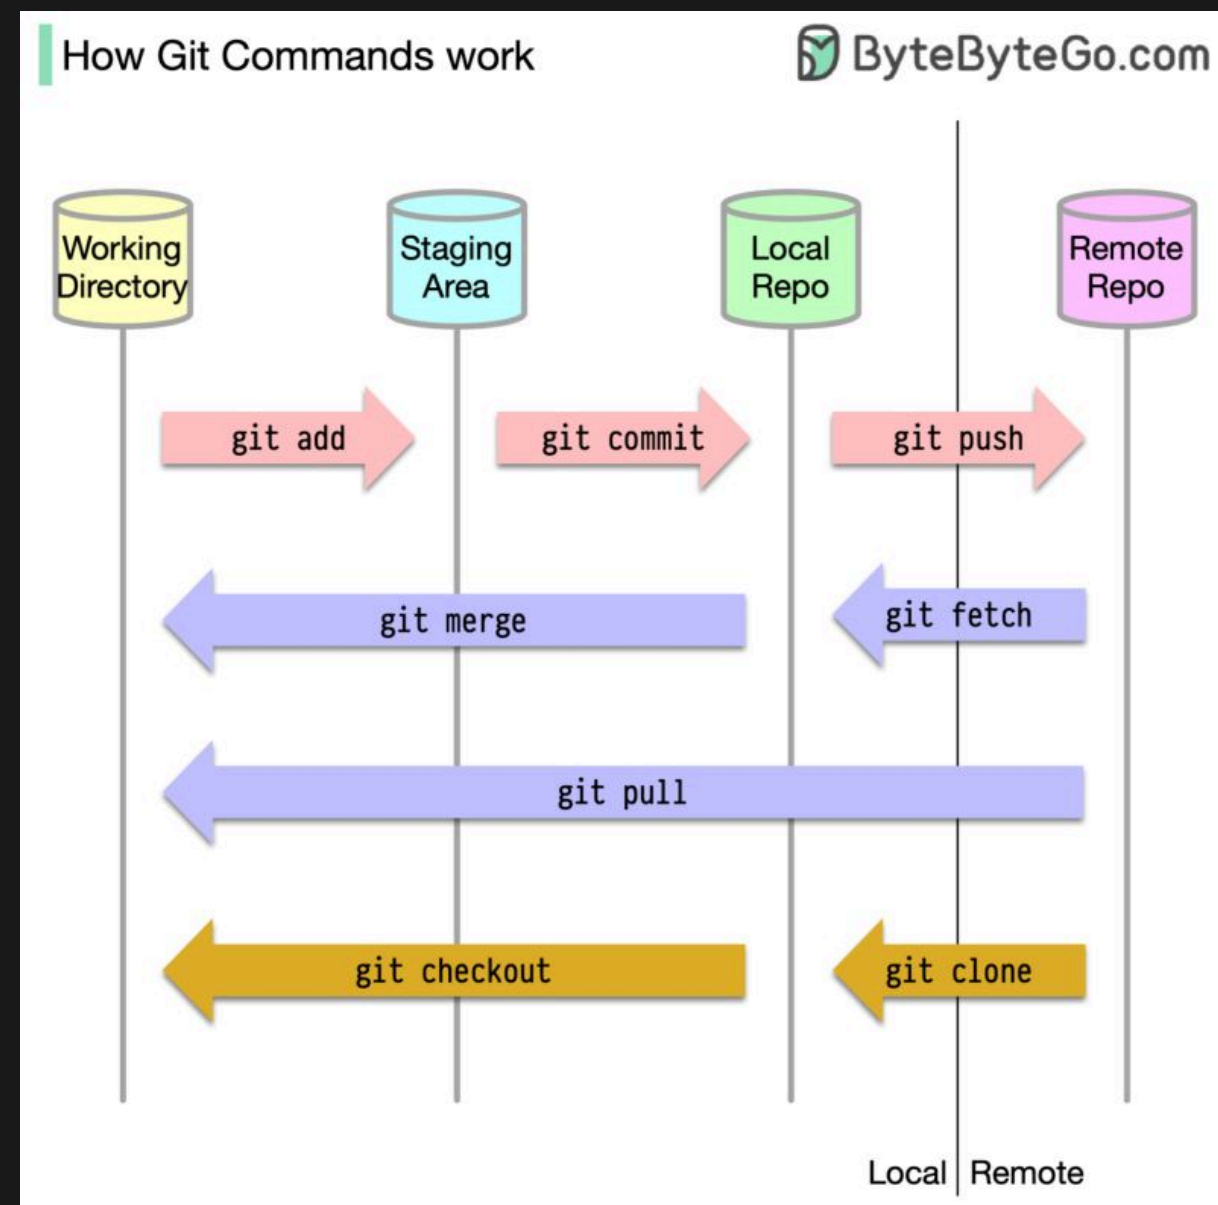 How Git Commands work
ByteByteGo.com
Working
Directory
Staging
Area
Local
Repo
Remote
Repo
git add
git commit
git push
git merge
git fetch
git pull
git checkout
git clone
Local
Remote